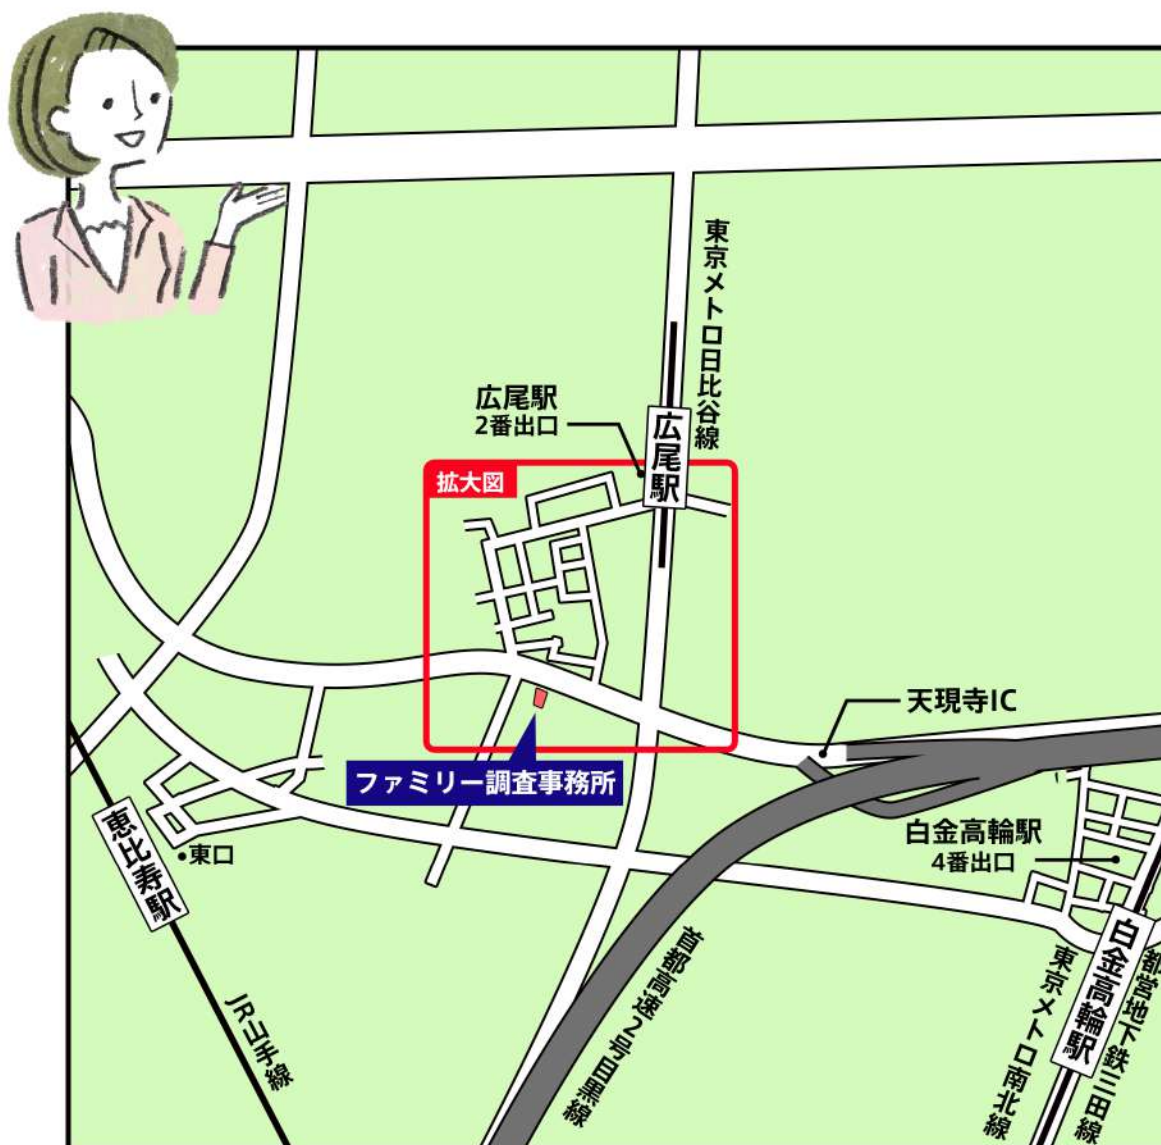 東京メトロ日比谷線
広尾駅
2番出口
広尾駅
拡大図
天現寺IC
ファミリー調査事務所
白金高輪駅
4番出口
恵比寿駅
東口
白金高輪駅
都営地下鉄三田線
東京メトロ南北線
首都高速2号目黒線
JR山手線